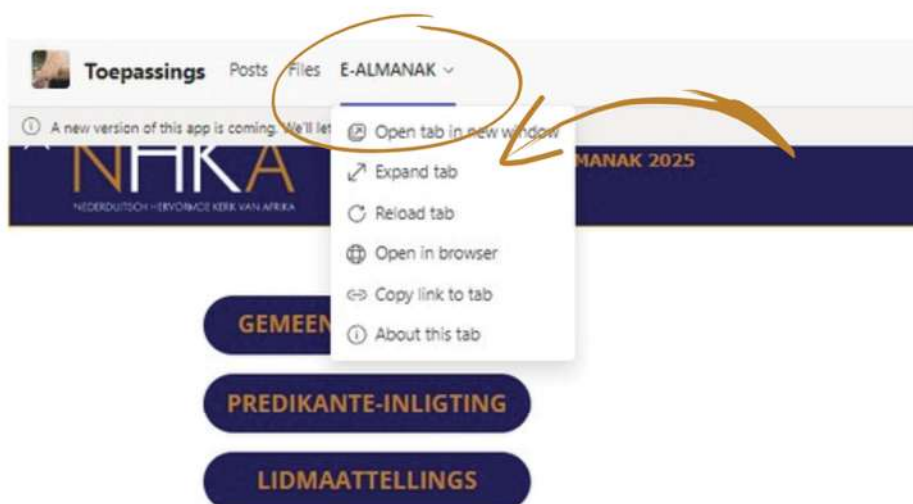 Toepassings Posts Files E-ALMANAK
A new version of this app is coming. We'll let
Open tab in new window
Expand tab
Reload tab
Open in browser
Copy link to tab
About this tab
NHKA
NEDERDUITSCH HERVORMDE KERK VAN AFRIKA
MANAK 2025
GEMEEN
PREDIKANTE-INLIGTING
LIDMAATTELLINGS